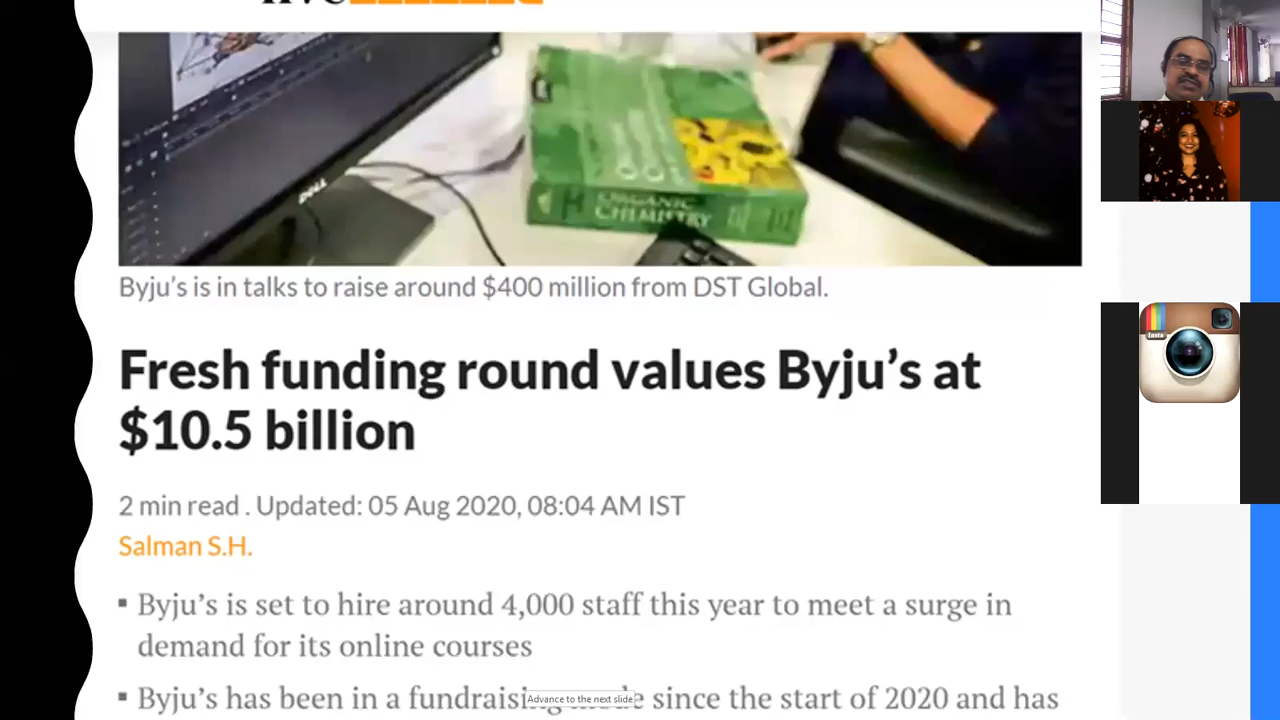 DELL
ORGANIC
CHEMISTRY
Byju's is in talks to raise around $400 million from DST Global.
Fresh funding round values Byju's at
$10.5 billion
2 min read . Updated: 05 Aug 2020, 08:04 AM IST
Salman S.H.
▪ Byju's is set to hire around 4,000 staff this year to meet a surge in
demand for its online courses
▪ Byju's has been in a fundraising mode since the start of 2020 and has
Advance to the next slide
Insta